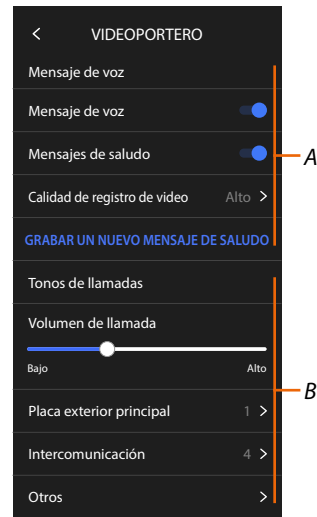 VIDEOPORTERO
Mensaje de voz
Mensaje de voz
Mensajes de saludo
Calidad de registro de video Alto
GRABAR UN NUEVO MENSAJE DE SALUDO
Tonos de llamadas
Volumen de llamada
Bajo Alto
Placa exterior principal 1
Intercomunicación 4
Otros
A
B